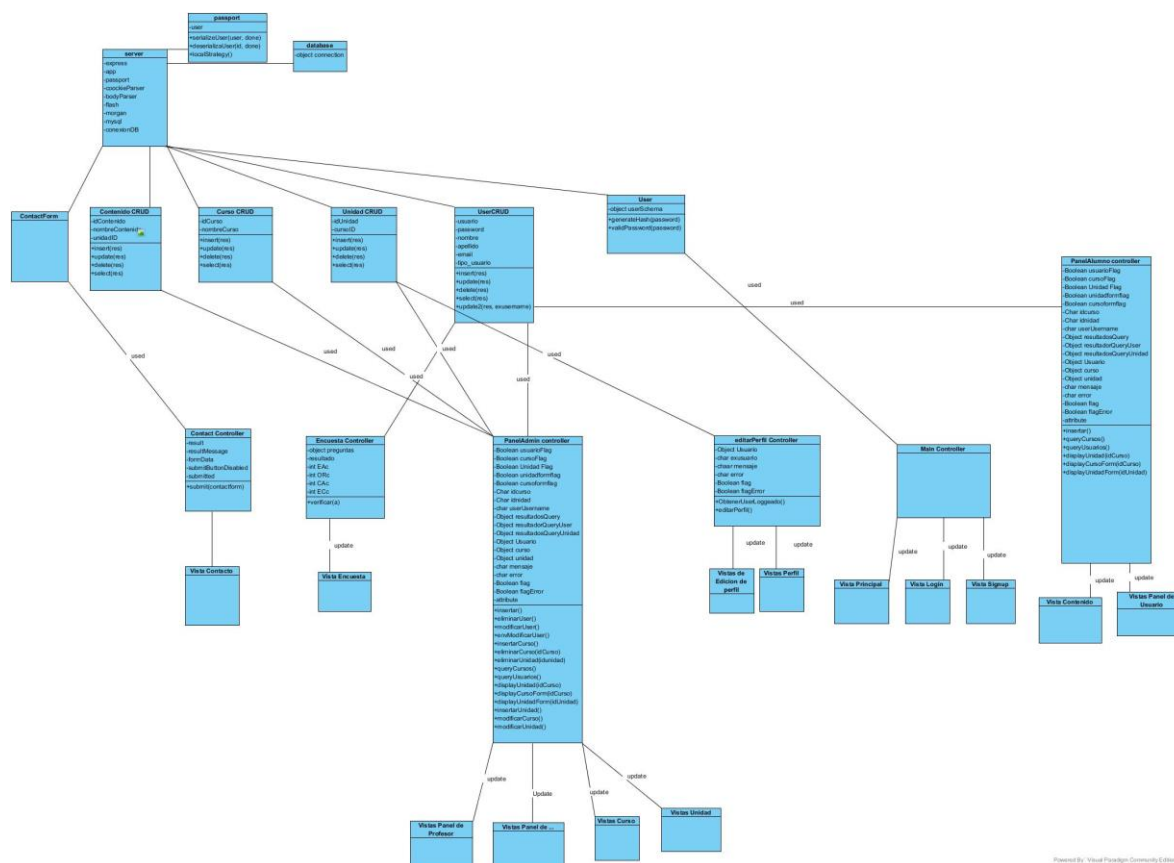 passport
-user
+serializeUser(user, done)
+deserializaUser(id, done)
+localStrategy()
database
-object connection
server
-express
-app
-passport
-coockieParser
-bodyParser
-flash
-morgan
-mysql
-conexionDB
ContactForm
Contenido CRUD
-idContenido
-nombreContenido
-unidadID
+insert(res)
+update(res)
+delete(res)
+select(res)
Curso CRUD
-idCurso
-nombreCurso
+insert(res)
+update(res)
+delete(res)
+select(res)
Unidad CRUD
-idUnidad
-cursoID
+insert(res)
+update(res)
+delete(res)
+select(res)
UserCRUD
-usuario
-password
-nombre
-apellido
-email
-tipo_usuario
+insert(res)
+update(res)
+delete(res)
+select(res)
+update2(res, exusername)
User
-object userSchema
+generateHash(password)
+validPassword(password)
PanelAlumno controller
-Boolean usuarioFlag
-Boolean cursoFlag
-Boolean Unidad Flag
-Boolean unidadformflag
-Boolean cursoformflag
-Char idcurso
-Char idnidad
-char userUsername
-Object resultadosQuery
-Object resultadorQueryUser
-Object resultadosQueryUnidad
-Object Usuario
-Object curso
-Object unidad
-char mensaje
-char error
-Boolean flag
-Boolean flagError
-attribute
+insertar()
+queryCursos()
+queryUsuarios()
+displayUnidad(idCurso)
+displayCursoForm(idCurso)
+displayUnidadForm(idUnidad)
used
used
used
used
used
used
used
used
used
Contact Controller
-result
-resultMessage
-formData
-submitButtonDisabled
-submitted
+submit(contactform)
Encuesta Controller
-object preguntas
-resultado
-int EAc
-int ORc
-int CAc
-int ECc
+verificar(a)
PanelAdmin controller
-Boolean usuarioFlag
-Boolean cursoFlag
-Boolean Unidad Flag
-Boolean unidadformflag
-Boolean cursoformflag
-Char idcurso
-Char idnidad
-char userUsername
-Object resultadosQuery
-Object resultadorQueryUser
-Object resultadosQueryUnidad
-Object Usuario
-Object curso
-Object unidad
-char mensaje
-char error
-Boolean flag
-Boolean flagError
-attribute
+insertar()
+eliminarUser()
+modificarUser()
+envModificarUser()
+insertarCurso()
+eliminarCurso(idCurso)
+eliminarUnidad(idunidad)
+queryCursos()
+queryUsuarios()
+displayUnidad(idCurso)
+displayCursoForm(idCurso)
+displayUnidadForm(idUnidad)
+insertarUnidad()
+modificarCurso()
+modificarUnidad()
editarPerfil Controller
-Object Usuario
-char exusuario
-chaar mensaje
-char error
-Boolean flag
-Boolean flagError
+ObtenerUserLoggeado()
+editarPerfil()
Main Controller
update
update
update
update
update
update
update
update
Vista Contacto
Vista Encuesta
Vistas de
Edicion de
perfil
Vistas Perfil
Vista Principal
Vista Login
Vista Signup
Vista Contenido
Vistas Panel de
Usuario
update
Update
update
update
Vistas Panel de
Profesor
Vistas Panel de ...
Vistas Curso
Vistas Unidad
Powered By Visual Paradigm Community Edition